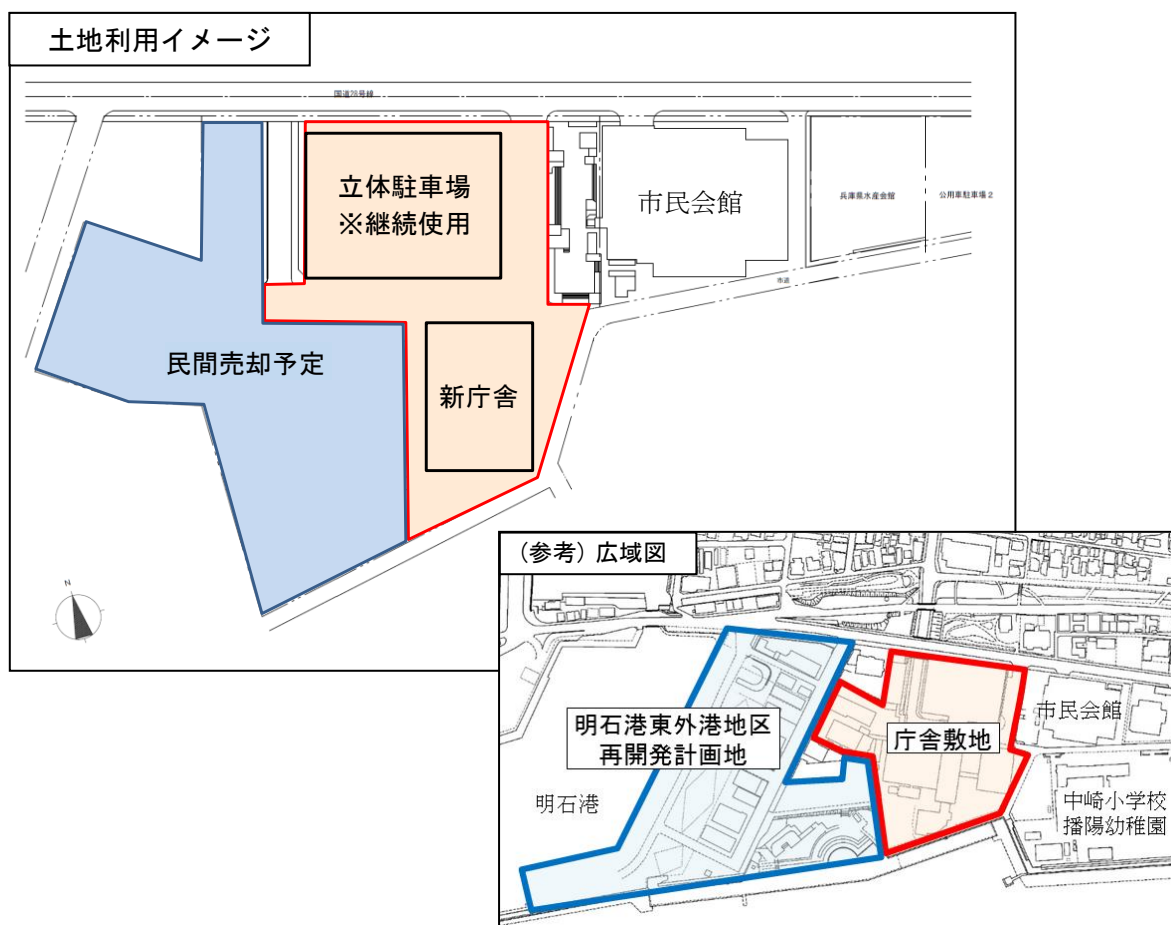 土地利用イメージ
国道28号線
立体駐車場
※継続使用
市民会館
兵庫県水産会館
公用車駐車場2
市道
民間売却予定
新庁舎
N
(参考)広域図
市民会館
明石港東外港地区
再開発計画地
庁舎敷地
明石港
中崎小学校
播陽幼稚園